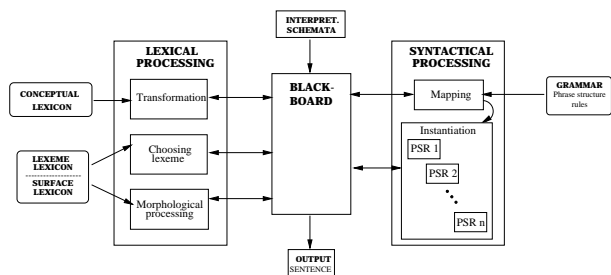 INTERPRET.
SCHEMATA
LEXICAL
PROCESSING
SYNTACTICAL
PROCESSING
CONCEPTUAL
LEXICON
Transformation
BLACK-
BOARD
Mapping
GRAMMAR
Phrase structure
rules
Instantiation
LEXEME
LEXICON
SURFACE
LEXICON
Choosing
lexeme
PSR 1
PSR 2
Morphological
processing
PSR n
OUTPUT
SENTENCE